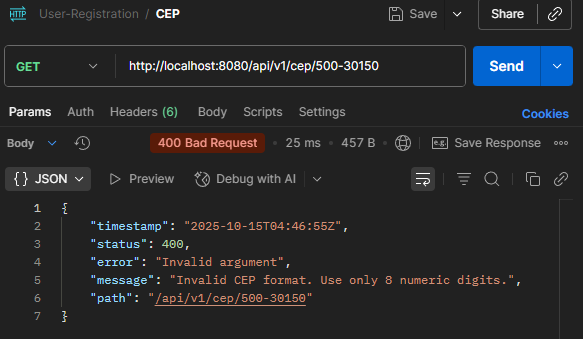 HTTP User-Registration / CEP Save Share
GET http://localhost:8080/api/v1/cep/500-30150 Send
Params Auth Headers (6) Body Scripts Settings Cookies
Body 400 Bad Request • 25 ms • 457 B • e.g. Save Response
{} JSON Preview Debug with AI
1 {
2 "timestamp": "2025-10-15T04:46:55Z",
3 "status": 400,
4 "error": "Invalid argument",
5 "message": "Invalid CEP format. Use only 8 numeric digits.",
6 "path": "/api/v1/cep/500-30150"
7 }